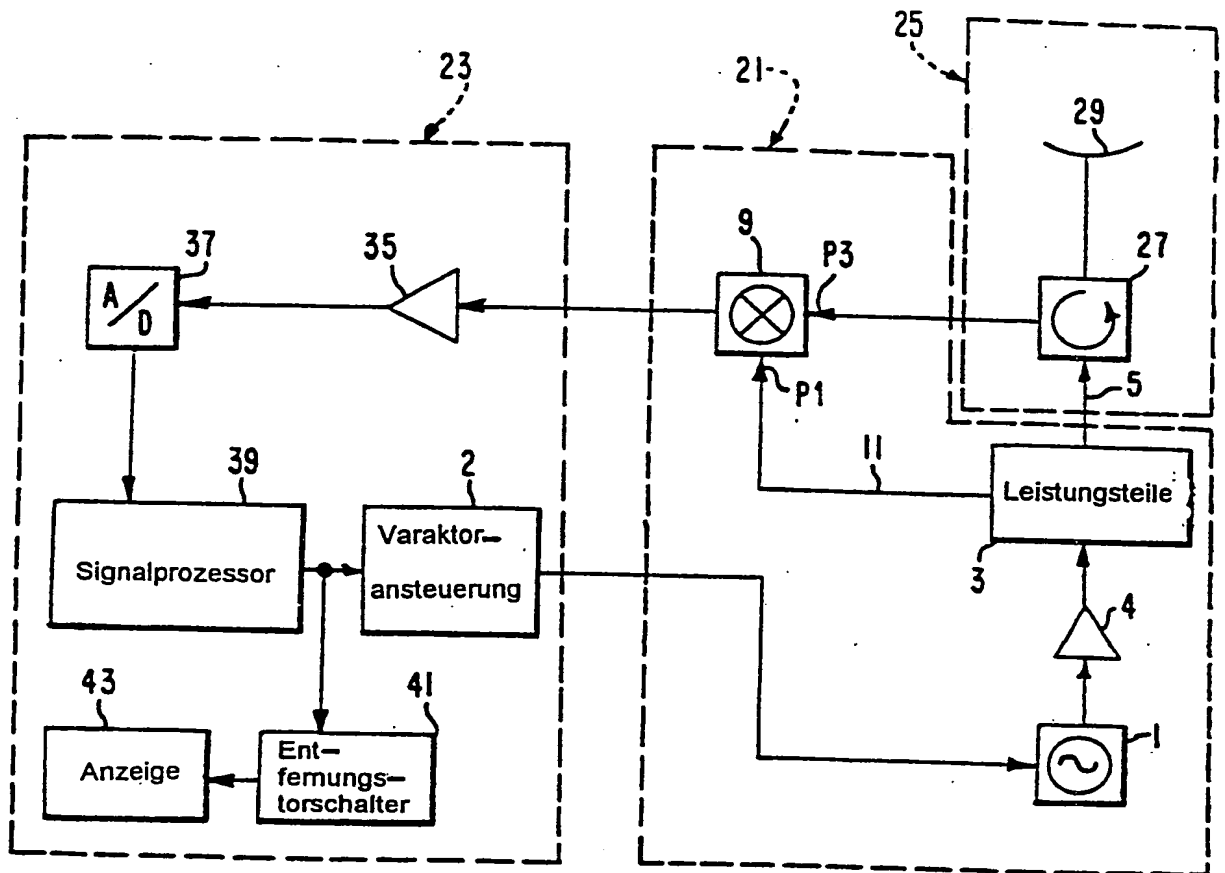 25
23
21
29
9
37
35
P3
27
A/D
P1
5
39
2
11
Leistungsteile
Varaktor–
Signalprozessor
ansteuerung
3
4
43
41
1
Ent–
Anzeige
fernungs–
torschalter